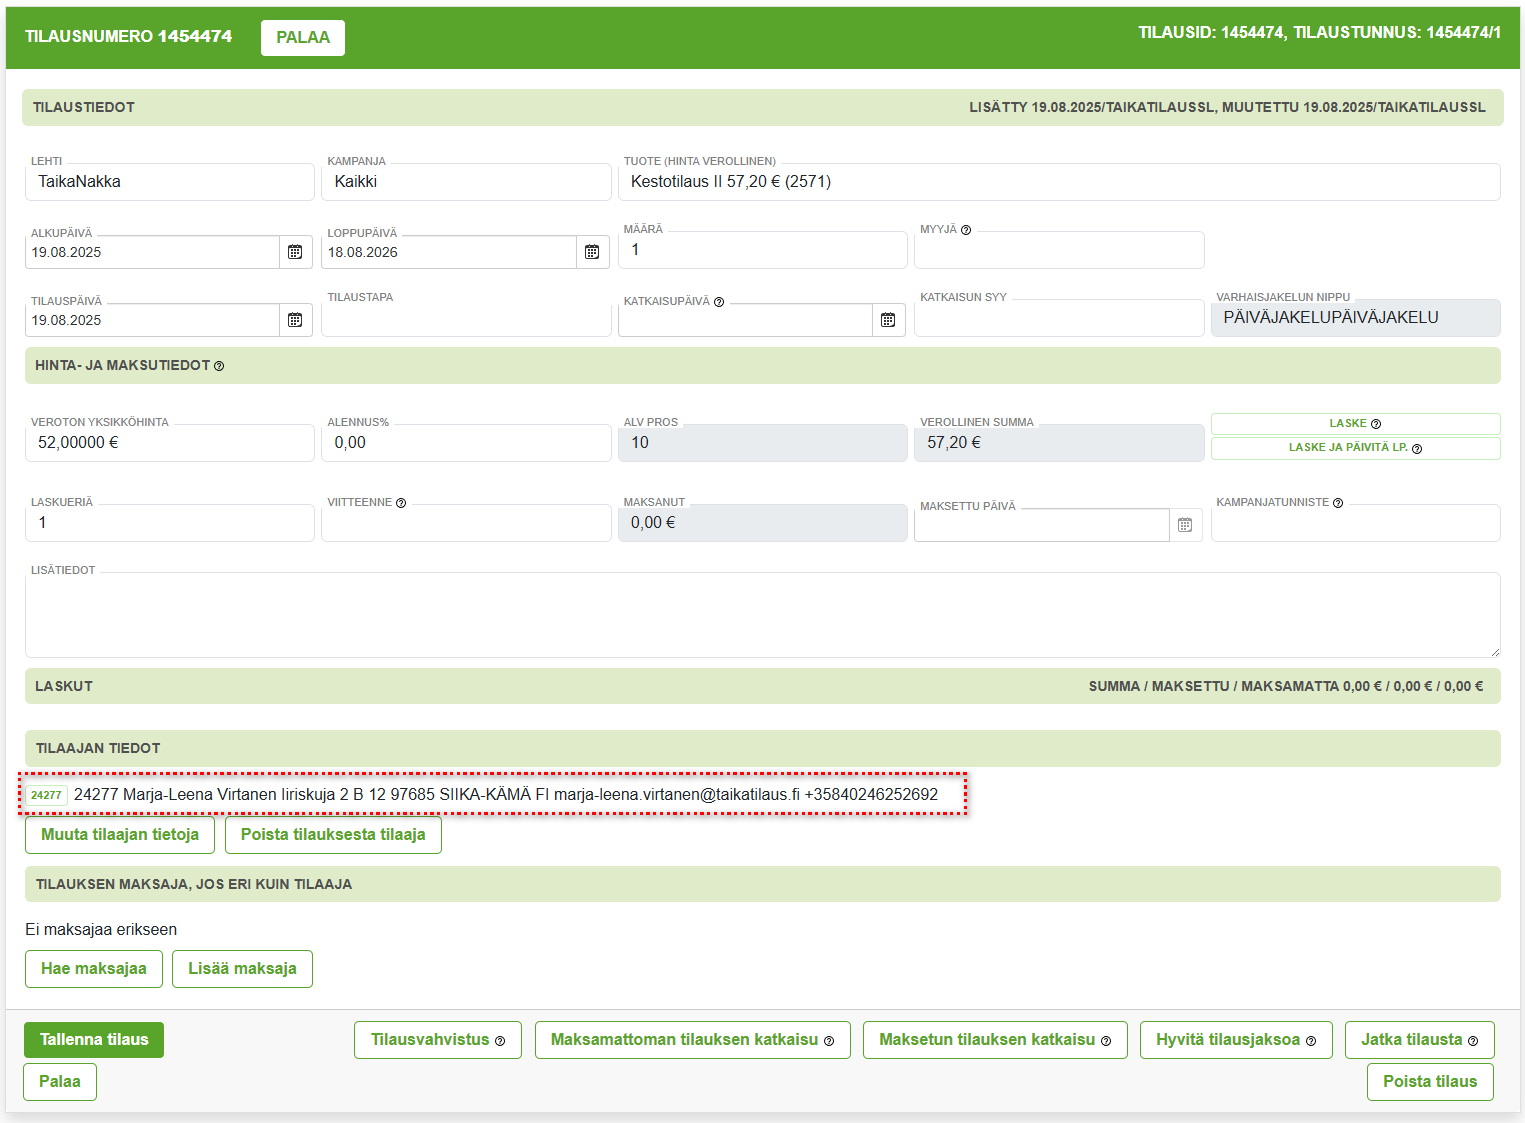 TILAUSNUMERO 1454474 PALAA TILAUSID: 1454474, TILAUSTUNNUS: 1454474/1
TILAUSTIEDOT LISÄTTY 19.08.2025/TAIKATILAUSSL, MUUTETTU 19.08.2025/TAIKATILAUSSL
LEHTI KAMPANJA TUOTE (HINTA VEROLLINEN)
TaikaNakka Kaikki Kestotilaus II 57,20 € (2571)
ALKUPÄIVÄ LOPPUPÄIVÄ MÄÄRÄ MYYJÄ
19.08.2025 18.08.2026 1
TILAUSPÄIVÄ TILAUSTAPA KATKAISUPÄIVÄ KATKAISUN SYY VARHAISJAKELUN NIPPU
19.08.2025 PÄIVÄJAKELUPÄIVÄJAKELU
HINTA- JA MAKSUTIEDOT
VEROTON YKSIKKÖHINTA ALENNUS% ALV PROS VEROLLINEN SUMMA LASKE
52,00000 € 0,00 10 57,20 € LASKE JA PÄIVITÄ LP.
LASKUERIÄ VIITTEENNE MAKSANUT MAKSETTU PÄIVÄ KAMPANJATUNNISTE
1 0,00 €
LISÄTIEDOT
LASKUT SUMMA / MAKSETTU / MAKSAMATTA 0,00 € / 0,00 € / 0,00 €
TILAAJAN TIEDOT
24277 24277 Marja-Leena Virtanen Iiriskuja 2 B 12 97685 SIIKA-KÄMÄ FI marja-leena.virtanen@taikatilaus.fi +35840246252692
Muuta tilaajan tietoja Poista tilauksesta tilaaja
TILAUKSEN MAKSAJA, JOS ERI KUIN TILAAJA
Ei maksajaa erikseen
Hae maksajaa Lisää maksaja
Tallenna tilaus Tilausvahvistus Maksamattoman tilauksen katkaisu Maksetun tilauksen katkaisu Hyvitä tilausjaksoa Jatka tilausta
Palaa Poista tilaus